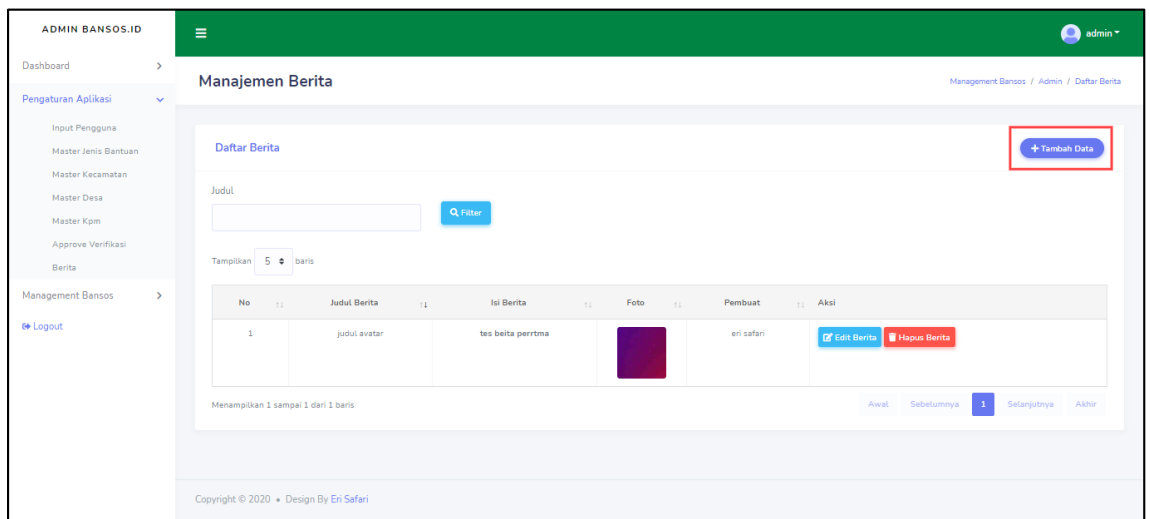 ADMIN BANSOS.ID
admin
Dashboard
Pengaturan Aplikasi
Input Pengguna
Master Jenis Bantuan
Master Kecamatan
Master Desa
Master Kpm
Approve Verifikasi
Berita
Management Bansos
Logout
Manajemen Berita
Management Bansos / Admin / Daftar Berita
Daftar Berita
+ Tambah Data
Judul
Filter
Tampilkan 5 baris
No Judul Berita Isi Berita Foto Pembuat Aksi
1 judul avatar tes beita perrtma eri safari Edit Berita Hapus Berita
Menampilkan 1 sampai 1 dari 1 baris
Awal Sebelumnya 1 Selanjutnya Akhir
Copyright © 2020 • Design By Eri Safari